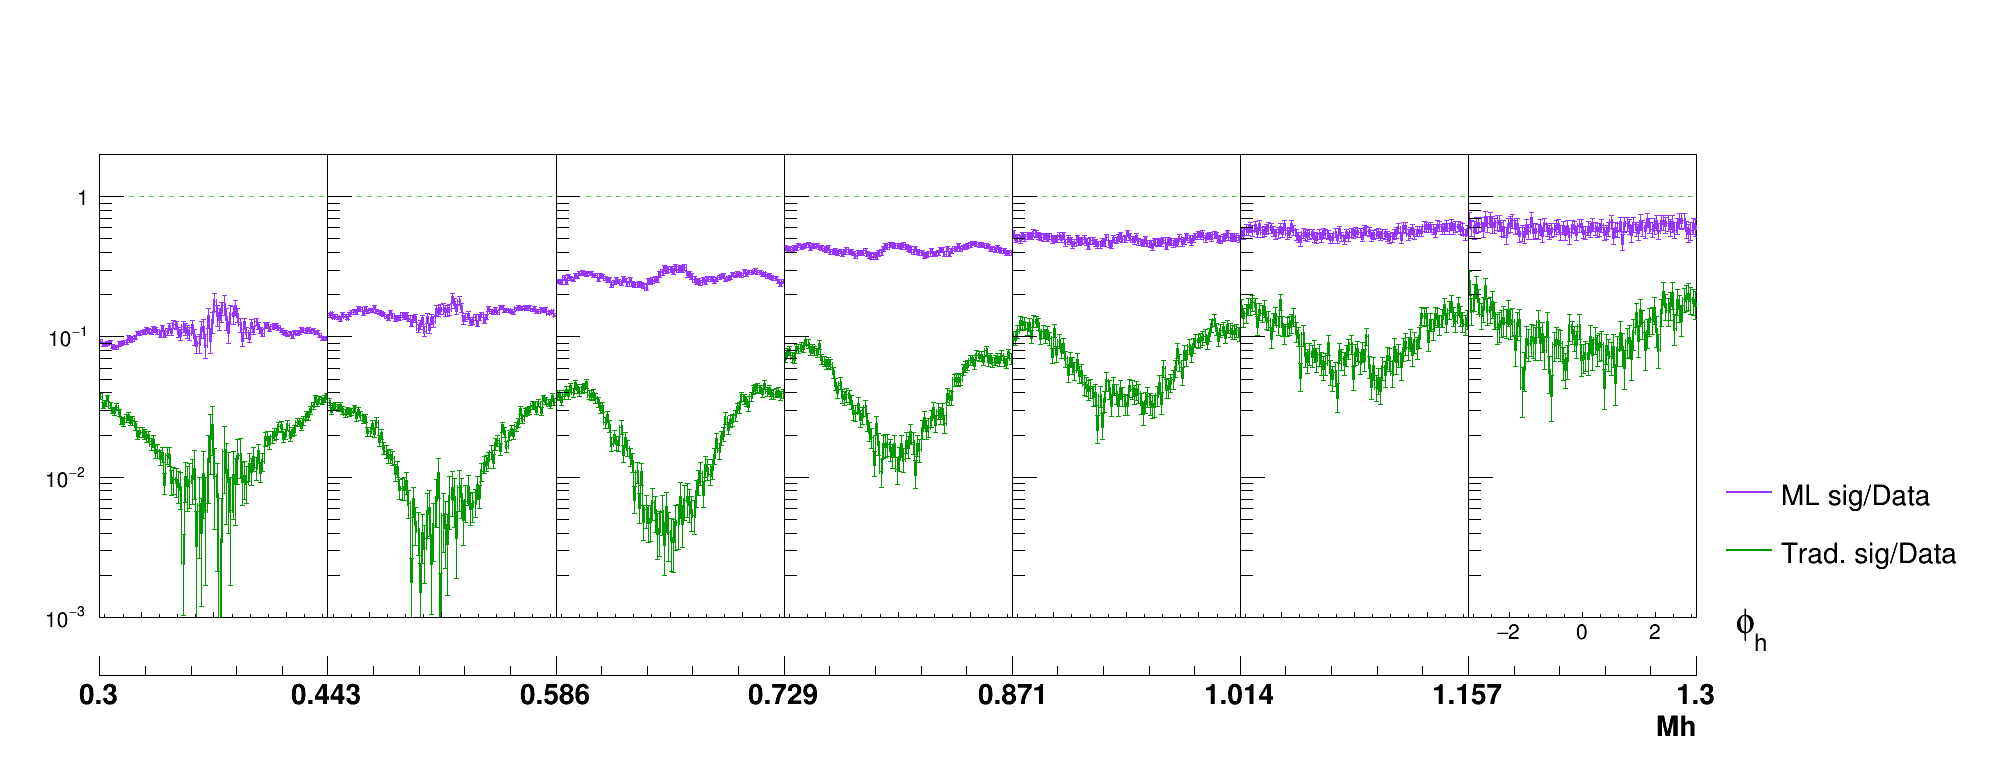 1
10⁻¹
10⁻²
10⁻³
ML sig/Data
Trad. sig/Data
−2 0 2
ϕh
0.3 0.443 0.586 0.729 0.871 1.014 1.157 1.3
Mh